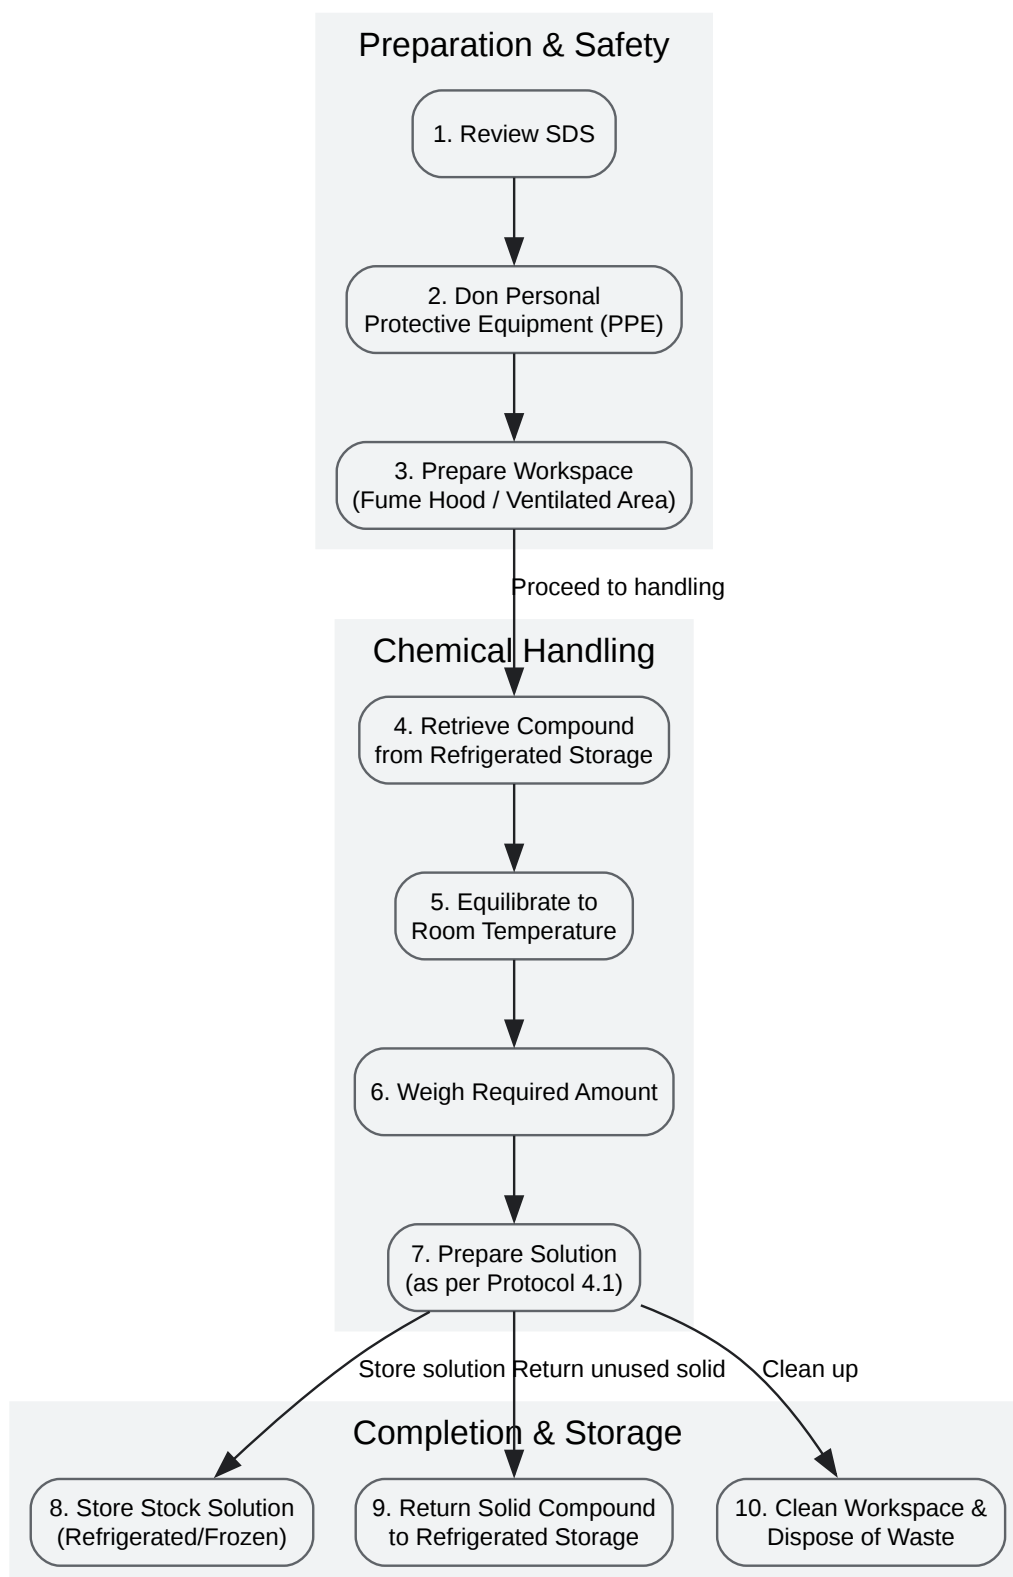 Preparation & Safety
1. Review SDS
2. Don Personal
Protective Equipment (PPE)
3. Prepare Workspace
(Fume Hood / Ventilated Area)
Proceed to handling
Chemical Handling
4. Retrieve Compound
from Refrigerated Storage
5. Equilibrate to
Room Temperature
6. Weigh Required Amount
7. Prepare Solution
(as per Protocol 4.1)
Store solution
Return unused solid
Clean up
Completion & Storage
8. Store Stock Solution
(Refrigerated/Frozen)
9. Return Solid Compound
to Refrigerated Storage
10. Clean Workspace &
Dispose of Waste